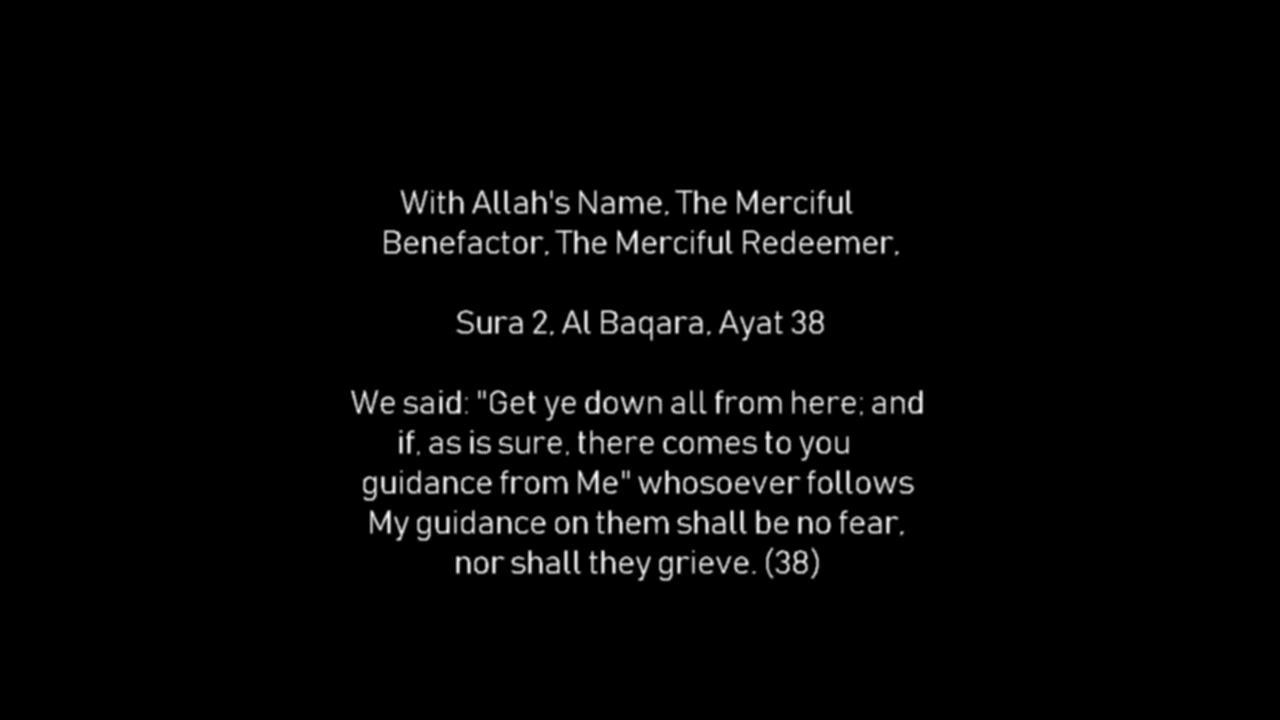 With Allah's Name, The Merciful
Benefactor, The Merciful Redeemer,
Sura 2, Al Baqara, Ayat 38
We said: "Get ye down all from here; and
if, as is sure, there comes to you
guidance from Me" whosoever follows
My guidance on them shall be no fear,
nor shall they grieve. (38)